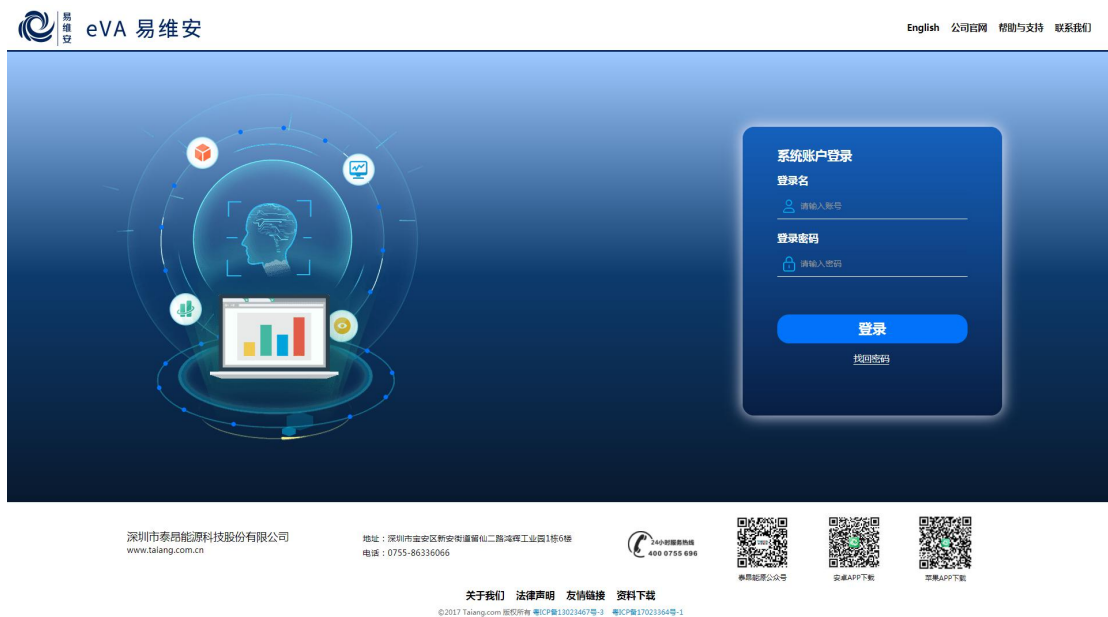 易维安
eVA 易维安
English 公司官网 帮助与支持 联系我们
系统账户登录
登录名
请输入账号
登录密码
请输入密码
登录
找回密码
深圳市泰昂能源科技股份有限公司
www.taiang.com.cn
地址：深圳市宝安区新安街道留仙二路鸿辉工业园1栋6楼
电话：0755-86336066
24小时服务热线
400 0755 696
泰昂能源公众号
安卓APP下载
苹果APP下载
关于我们 法律声明 友情链接 资料下载
©2017 Taiang.com 版权所有 粤ICP备13023467号-3 粤ICP备17023364号-1